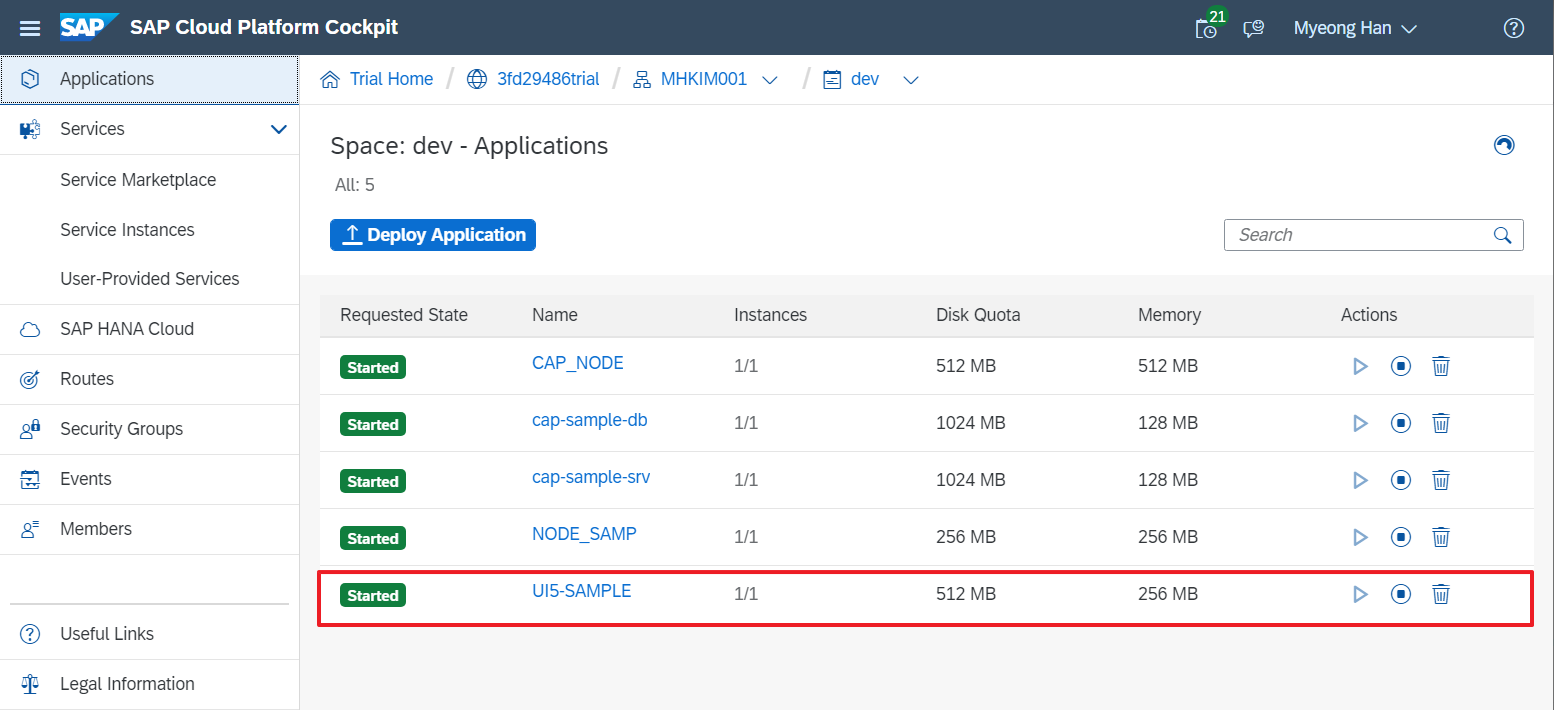 SAP SAP Cloud Platform Cockpit 21 Myeong Han
Applications
Services
Service Marketplace
Service Instances
User-Provided Services
SAP HANA Cloud
Routes
Security Groups
Events
Members
Useful Links
Legal Information
Trial Home / 3fd29486trial / MHKIM001 / dev
Space: dev - Applications
All: 5
Deploy Application Search
Requested State Name Instances Disk Quota Memory Actions
Started CAP_NODE 1/1 512 MB 512 MB
Started cap-sample-db 1/1 1024 MB 128 MB
Started cap-sample-srv 1/1 1024 MB 128 MB
Started NODE_SAMP 1/1 256 MB 256 MB
Started UI5-SAMPLE 1/1 512 MB 256 MB